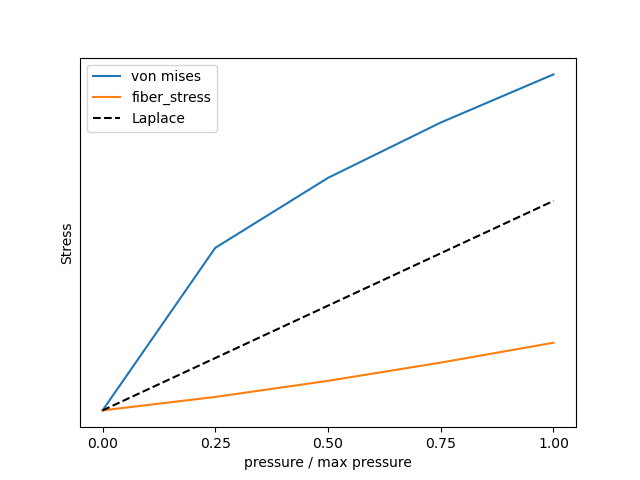 von mises
fiber_stress
Laplace
Stress
0.00 0.25 0.50 0.75 1.00
pressure / max pressure